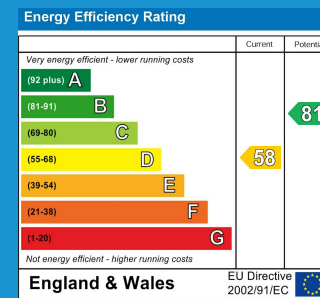 Energy Efficiency Rating
Current
Very energy efficient - lower running costs
(92 plus) A
(81-91) B
81
(69-80) C
(55-68) D
58
(39-54) E
(21-38) F
(1-20) G
Not energy efficient - higher running costs
England & Wales
EU Directive
2002/91/EC